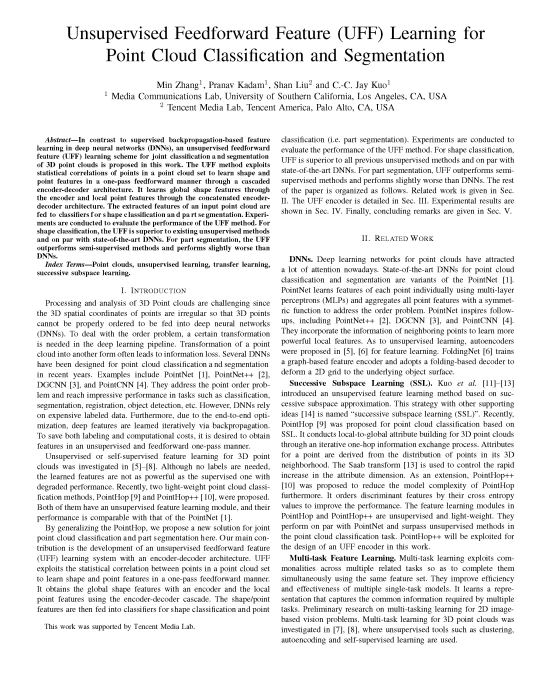 Unsupervised Feedforward Feature (UFF) Learning for
Point Cloud Classification and Segmentation
Min Zhang1, Pranav Kadam1, Shan Liu2 and C.-C. Jay Kuo1
1 Media Communications Lab, University of Southern California, Los Angeles, CA, USA
2 Tencent Media Lab, Tencent America, Palo Alto, CA, USA
Abstract—In contrast to supervised backpropagation-based feature
learning in deep neural networks (DNNs), an unsupervised feedforward
feature (UFF) learning scheme for joint classification and segmentation
of 3D point clouds is proposed in this work. The UFF method exploits
statistical correlations of points in a point cloud set to learn shape and
point features in a one-pass feedforward manner through a cascaded
encoder-decoder architecture. It learns global shape features through
the encoder and local point features through the concatenated encoder-
decoder architecture. The extracted features of an input point cloud are
fed to classifiers for shape classification and part segmentation. Experi-
ments are conducted to evaluate the performance of the UFF method. For
shape classification, the UFF is superior to existing unsupervised methods
and on par with state-of-the-art DNNs. For part segmentation, the UFF
outperforms semi-supervised methods and performs slightly worse than
DNNs.
Index Terms—Point clouds, unsupervised learning, transfer learning,
successive subspace learning.
I. INTRODUCTION
Processing and analysis of 3D Point clouds are challenging since
the 3D spatial coordinates of points are irregular so that 3D points
cannot be properly ordered to be fed into deep neural networks
(DNNs). To deal with the order problem, a certain transformation
is needed in the deep learning pipeline. Transformation of a point
cloud into another form often leads to information loss. Several DNNs
have been designed for point cloud classification and segmentation
in recent years. Examples include PointNet [1], PointNet++ [2],
DGCNN [3], and PointCNN [4]. They address the point order prob-
lem and reach impressive performance in tasks such as classification,
segmentation, registration, object detection, etc. However, DNNs rely
on expensive labeled data. Furthermore, due to the end-to-end opti-
mization, deep features are learned iteratively via backpropagation.
To save both labeling and computational costs, it is desired to obtain
features in an unsupervised and feedforward one-pass manner.
Unsupervised or self-supervised feature learning for 3D point
clouds was investigated in [5]–[8]. Although no labels are needed,
the learned features are not as powerful as the supervised one with
degraded performance. Recently, two light-weight point cloud classi-
fication methods, PointHop [9] and PointHop++ [10], were proposed.
Both of them have an unsupervised feature learning module, and their
performance is comparable with that of the PointNet [1].
By generalizing the PointHop, we propose a new solution for joint
point cloud classification and part segmentation here. Our main con-
tribution is the development of an unsupervised feedforward feature
(UFF) learning system with an encoder-decoder architecture. UFF
exploits the statistical correlation between points in a point cloud set
to learn shape and point features in a one-pass feedforward manner.
It obtains the global shape features with an encoder and the local
point features using the encoder-decoder cascade. The shape/point
features are then fed into classifiers for shape classification and point
This work was supported by Tencent Media Lab.
classification (i.e. part segmentation). Experiments are conducted to
evaluate the performance of the UFF method. For shape classification,
UFF is superior to all previous unsupervised methods and on par with
state-of-the-art DNNs. For part segmentation, UFF outperforms semi-
supervised methods and performs slightly worse than DNNs. The rest
of the paper is organized as follows. Related work is given in Sec.
II. The UFF encoder is detailed in Sec. III. Experimental results are
shown in Sec. IV. Finally, concluding remarks are given in Sec. V.
II. RELATED WORK
DNNs. Deep learning networks for point clouds have attracted
a lot of attention nowadays. State-of-the-art DNNs for point cloud
classification and segmentation are variants of the PointNet [1].
PointNet learns features of each point individually using multi-layer
perceptrons (MLPs) and aggregates all point features with a symmet-
ric function to address the order problem. PointNet inspires follow-
ups, including PointNet++ [2], DGCNN [3], and PointCNN [4].
They incorporate the information of neighboring points to learn more
powerful local features. As to unsupervised learning, autoencoders
were proposed in [5], [6] for feature learning. FoldingNet [6] trains
a graph-based feature encoder and adopts a folding-based decoder to
deform a 2D grid to the underlying object surface.
Successive Subspace Learning (SSL). Kuo et al. [11]–[13]
introduced an unsupervised feature learning method based on suc-
cessive subspace approximation. This strategy with other supporting
ideas [14] is named “successive subspace learning (SSL)”. Recently,
PointHop [9] was proposed for point cloud classification based on
SSL. It conducts local-to-global attribute building for 3D point clouds
through an iterative one-hop information exchange process. Attributes
for a point are derived from the distribution of points in its 3D
neighborhood. The Saab transform [13] is used to control the rapid
increase in the attribute dimension. As an extension, PointHop++
[10] was proposed to reduce the model complexity of PointHop
furthermore. It orders discriminant features by their cross entropy
values to improve the performance. The feature learning modules in
PointHop and PointHop++ are unsupervised and light-weight. They
perform on par with PointNet and surpass unsupervised methods in
the point cloud classification task. PointHop++ will be exploited for
the design of an UFF encoder in this work.
Multi-task Feature Learning. Multi-task learning exploits com-
monalities across multiple related tasks so as to complete them
simultaneously using the same feature set. They improve efficiency
and effectiveness of multiple single-task models. It learns a repre-
sentation that captures the common information required by multiple
tasks. Preliminary research on multi-tasking learning for 2D image-
based vision problems. Multi-task learning for 3D point clouds was
investigated in [7], [8], where unsupervised tools such as clustering,
autoencoding and self-supervised learning are used.